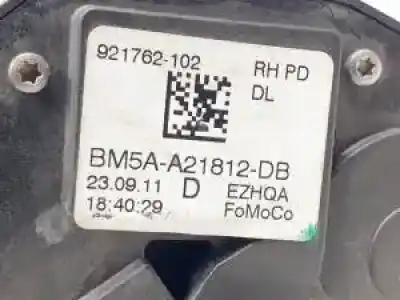 921762-102 RH PD
DL
BM5A-A21812-DB
23.09.11 D EZHQA
18:40:29 FoMoCo